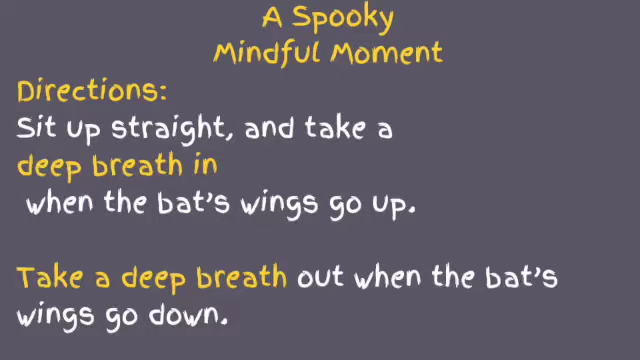 A Spooky
Mindful Moment
Directions:
Sit up straight, and take a
deep breath in
when the bat's wings go up.
Take a deep breath out when the bat's
wings go down.